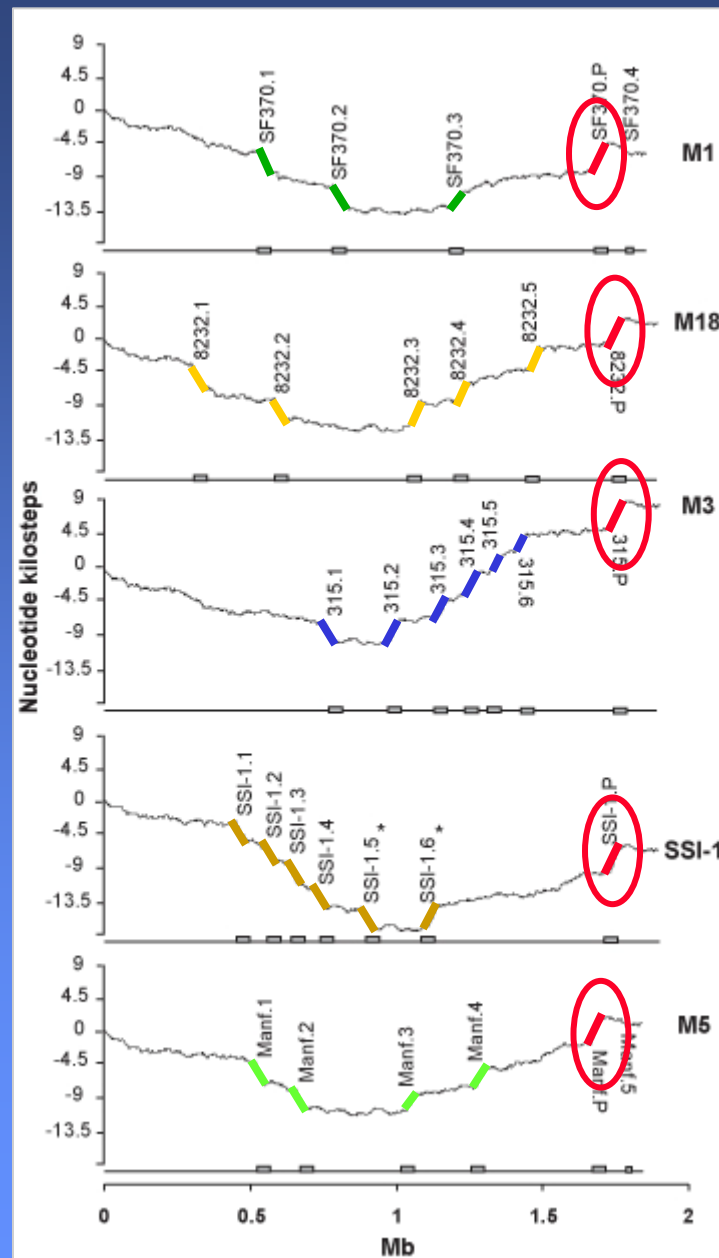 Nucleotide kilosteps
9
4.5
0
-4.5
-9
-13.5
SF370.1
SF370.2
SF370.3
SF370.P
SF370.4
M1
9
4.5
0
-4.5
-9
-13.5
8232.1
8232.2
8232.3
8232.4
8232.5
8232.P
M18
9
4.5
0
-4.5
-9
-13.5
315.1
315.2
315.3
315.4
315.5
315.6
315.P
M3
9
4.5
0
-4.5
-9
-13.5
SSI-1.1
SSI-1.2
SSI-1.3
SSI-1.4
SSI-1.5 *
SSI-1.6 *
SSI-1.P
SSI-1
9
4.5
0
-4.5
-9
-13.5
Manf.1
Manf.2
Manf.3
Manf.4
Manf.P
Manf.5
M5
0
0.5
1
1.5
2
Mb